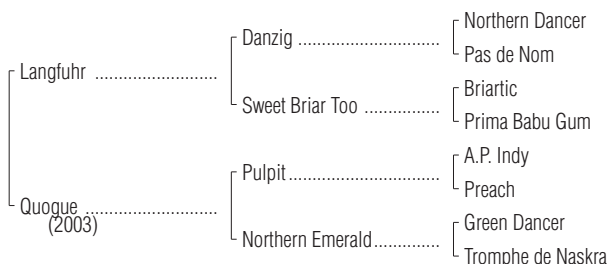 Northern Dancer
Danzig ..............................
Pas de Nom
Langfuhr ..........................
Briartic
Sweet Briar Too ................
Prima Babu Gum
A.P. Indy
Pulpit................................
Preach
Quogue ............................
(2003)
Green Dancer
Northern Emerald..............
Tromphe de Naskra